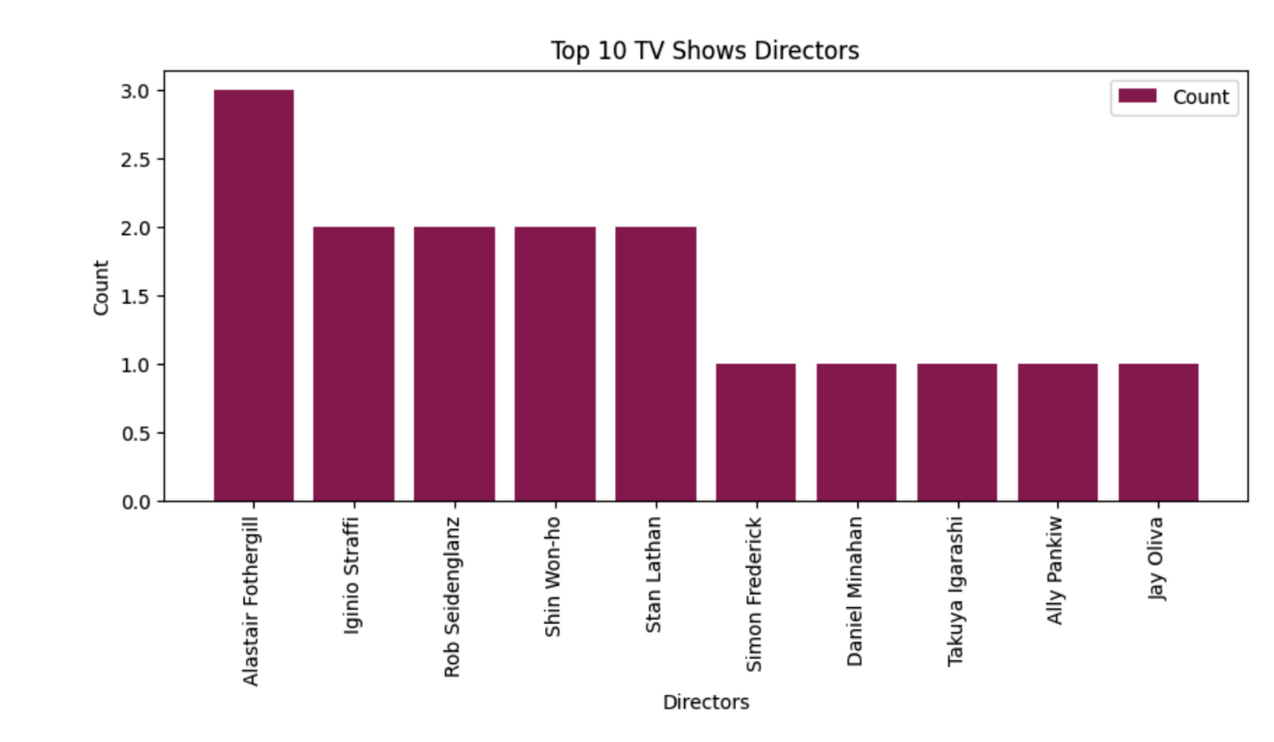 Top 10 TV Shows Directors
Count
3.0
2.5
2.0
1.5
1.0
0.5
0.0
Count
Alastair Fothergill
Iginio Straffi
Rob Seidenglanz
Shin Won-ho
Stan Lathan
Simon Frederick
Daniel Minahan
Takuya Igarashi
Ally Pankiw
Jay Oliva
Directors